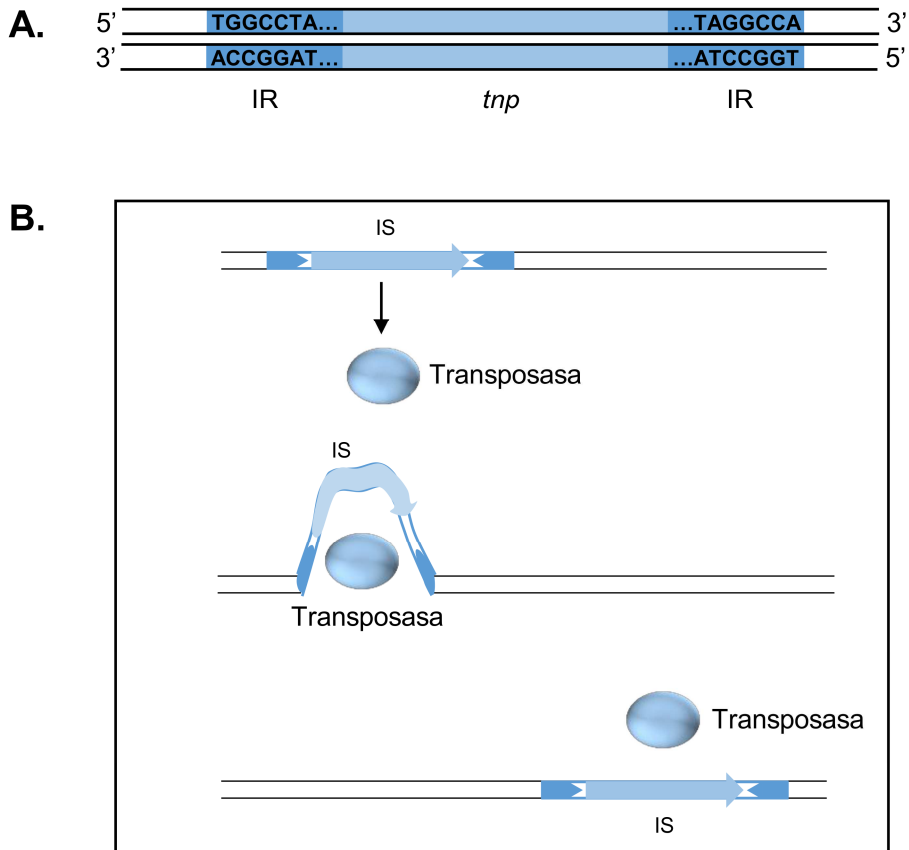 A.
5’ TGGCCTA... ...TAGGCCA 3’
3’ ACCGGAT... ...ATCCGGT 5’
IR tnp IR
B.
IS
Transposasa
IS
Transposasa
Transposasa
IS